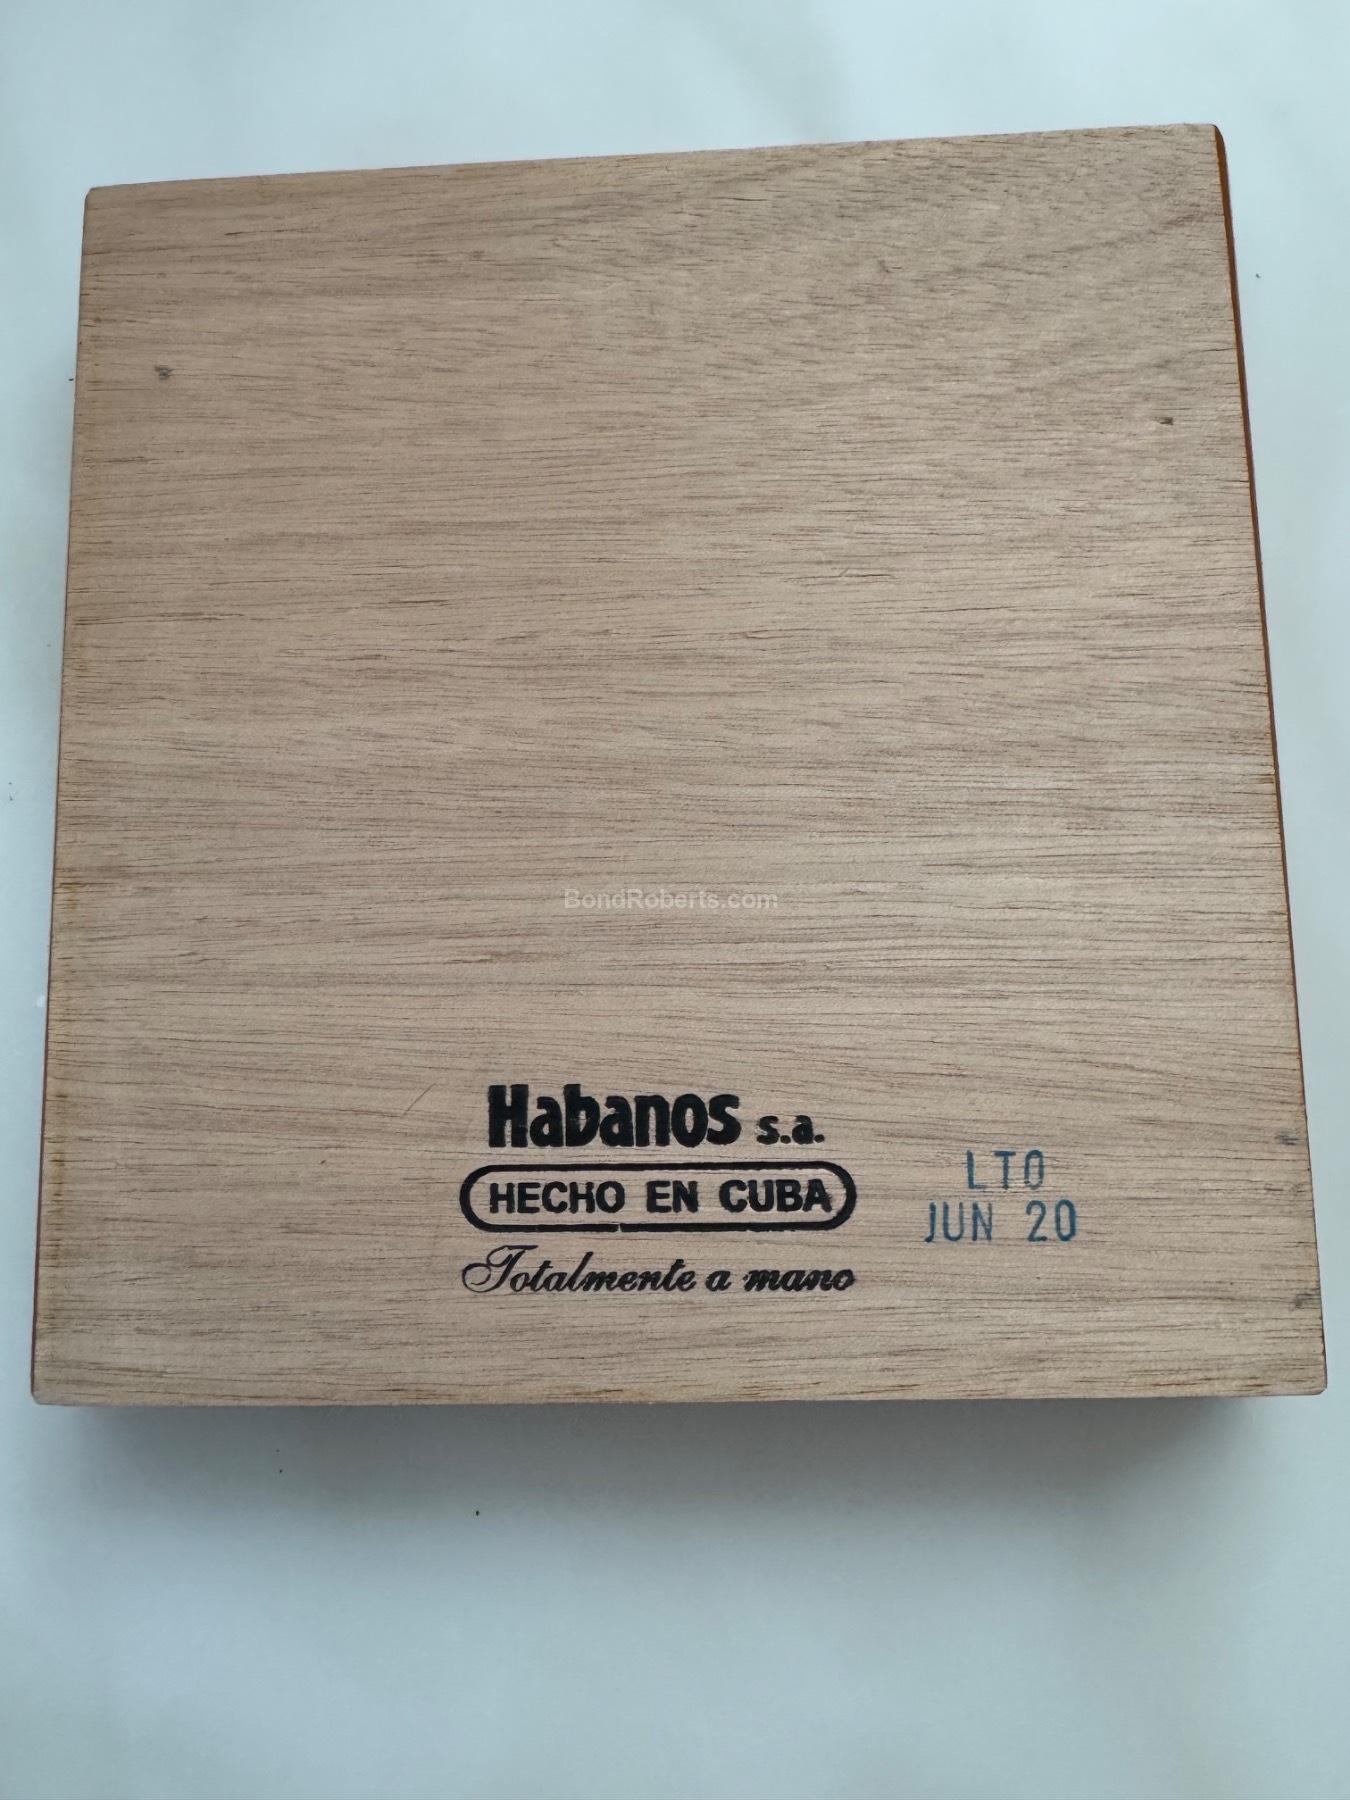 BondRoberts.com
Habanos s.a.
HECHO EN CUBA
Totalmente a mano
LTO
JUN 20